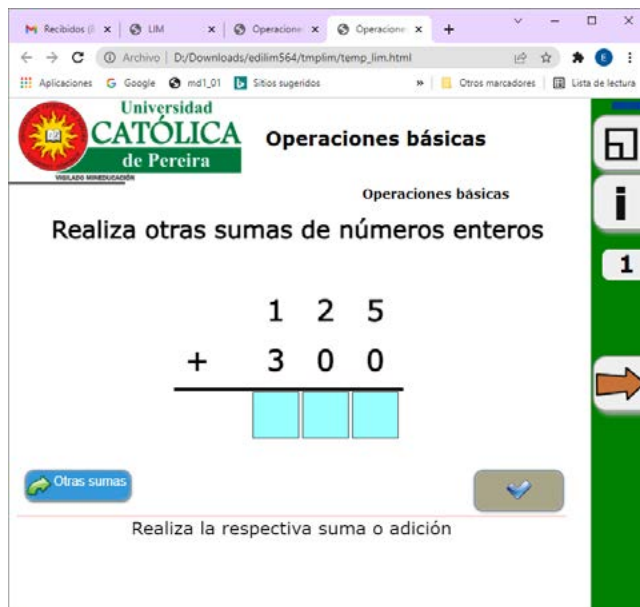 Recibidos (
LIM
Operacione
Operacione
Archivo D:/Downloads/edilim564/tmplim/temp_lim.html
E
Aplicaciones Google md1_01 Sitios sugeridos » Otros marcadores Lista de lectura
Universidad
CATÓLICA
de Pereira
VIGILADO MINEDUCACIÓN
Operaciones básicas
Operaciones básicas
i
Realiza otras sumas de números enteros
1
1 2 5
+ 3 0 0
Otras sumas
Realiza la respectiva suma o adición